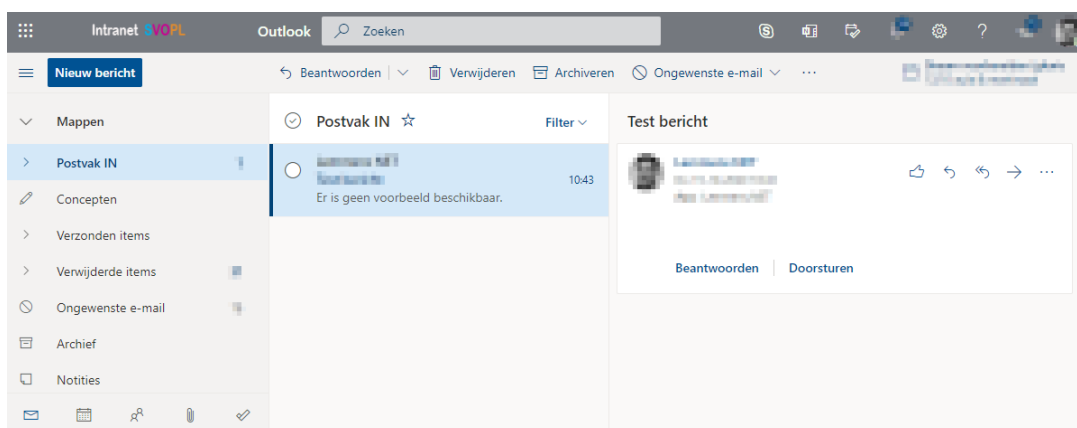 Intranet SVOPL Outlook Zoeken
Nieuw bericht Beantwoorden Verwijderen Archiveren Ongewenste e-mail
Mappen
Postvak IN
Concepten
Verzonden items
Verwijderde items
Ongewenste e-mail
Archief
Notities
Postvak IN Filter
10:43
Er is geen voorbeeld beschikbaar.
Test bericht
Beantwoorden Doorsturen